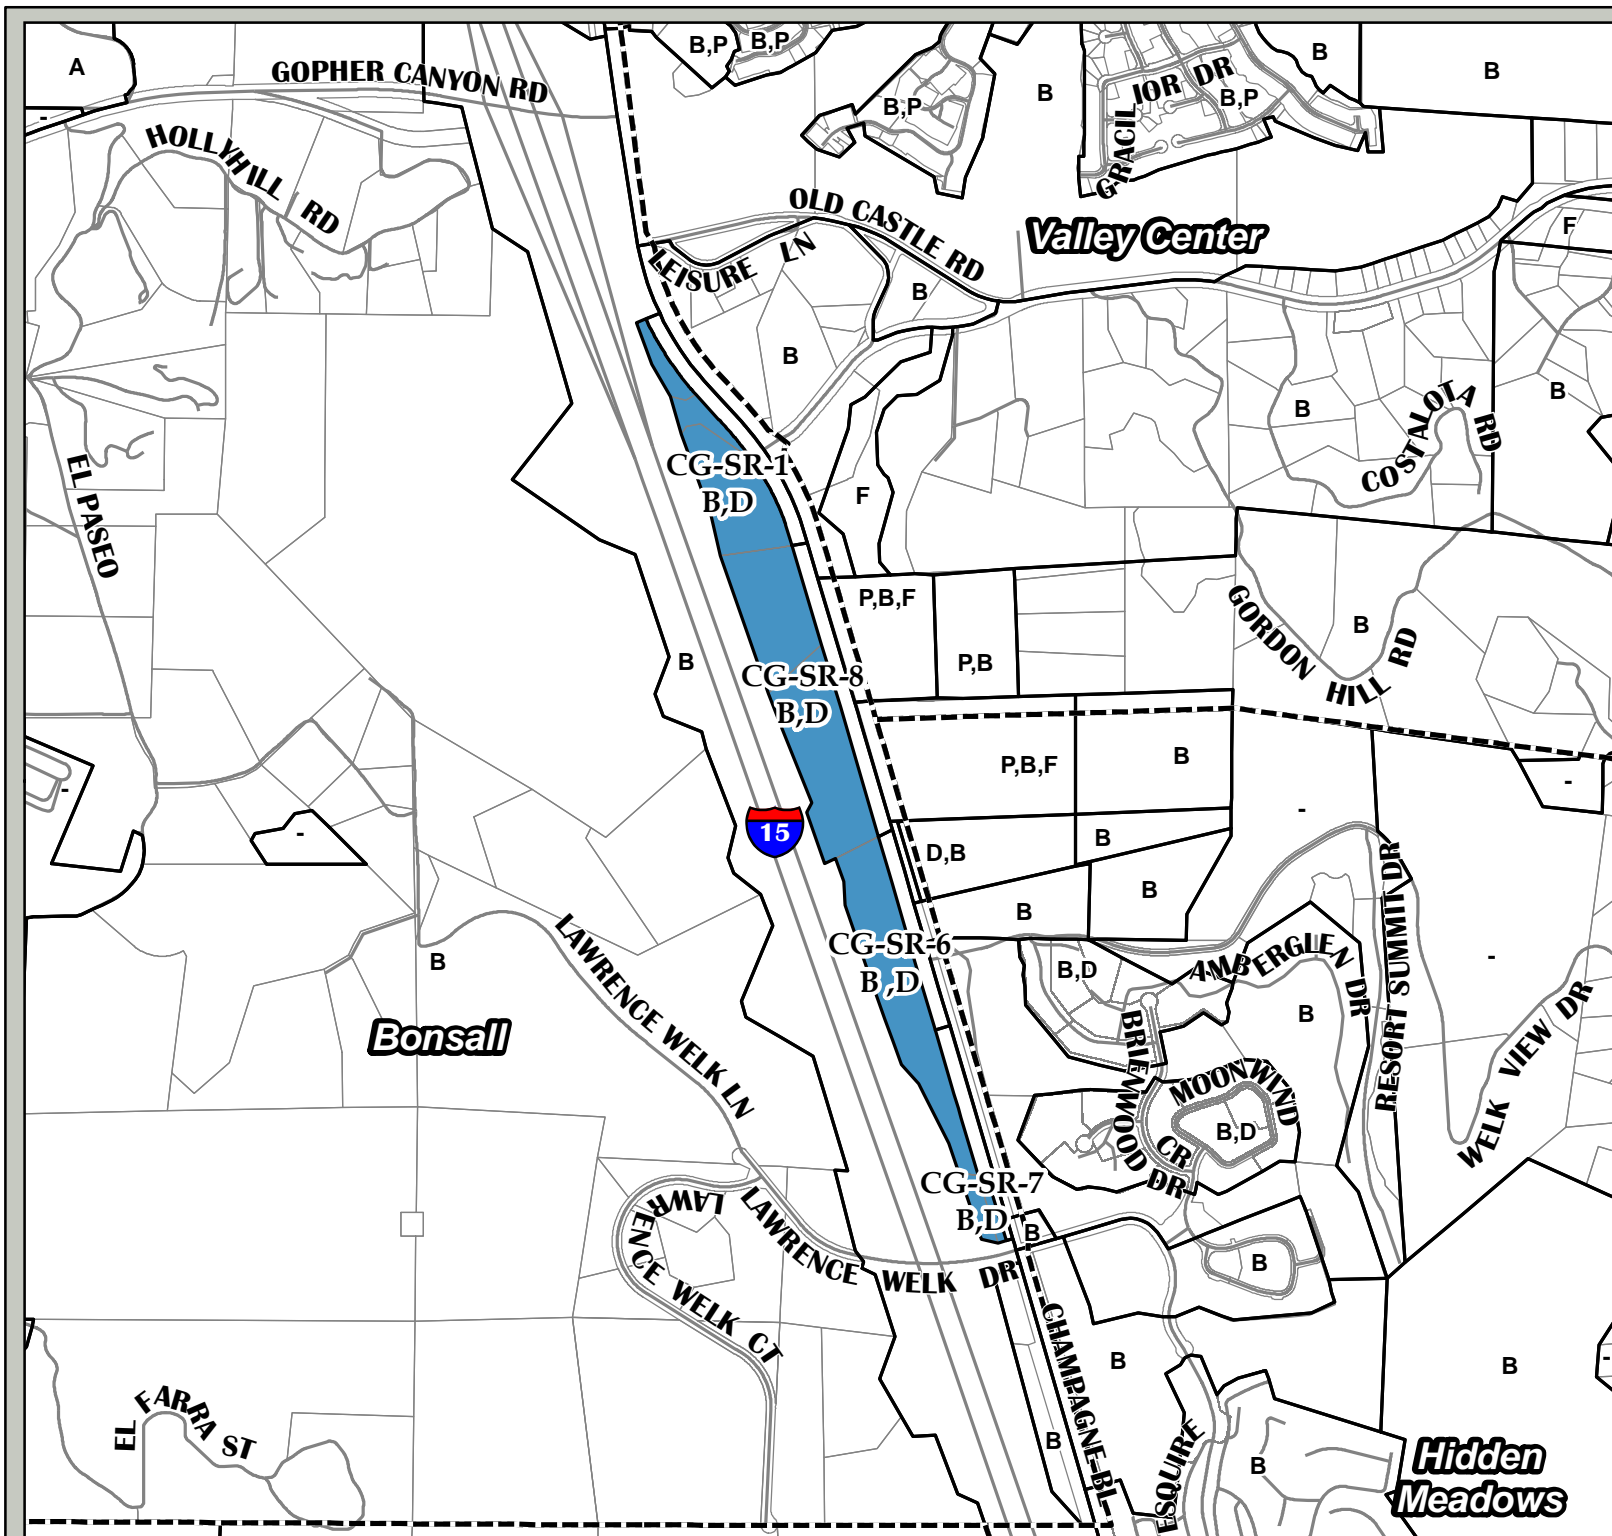 A
GOPHER CANYON RD
B,P
B,P
B
B
-
HOLLYHILL RD
B,P
B
GRACILIOR DR
B,P
OLD CASTLE RD
LEISURE LN
Valley Center
F
B
B
B
B
COSTALOTA RD
CG-SR-1
B,D
F
EL PASEO
P,B,F
P,B
GORDON HILL RD
B
B
CG-SR-8
B,D
P,B,F
B
-
-
-
-
15
D,B
B
B
B
RESORT SUMMIT DR
CG-SR-6
B ,D
B
LAWRENCE WELK LN
B,D
AMBERGLEN DR
-
B
Bonsall
BRIENWOOD DR
MOONWIND CR
B,D
WELK VIEW DR
CG-SR-7
B,D
B
LAWRENCE WELK CT
LAWRENCE WELK DR
B
CHAMPAGNE BL
B
B
-
EL FARRA ST
B
ESQUIRE
B
Hidden
Meadows